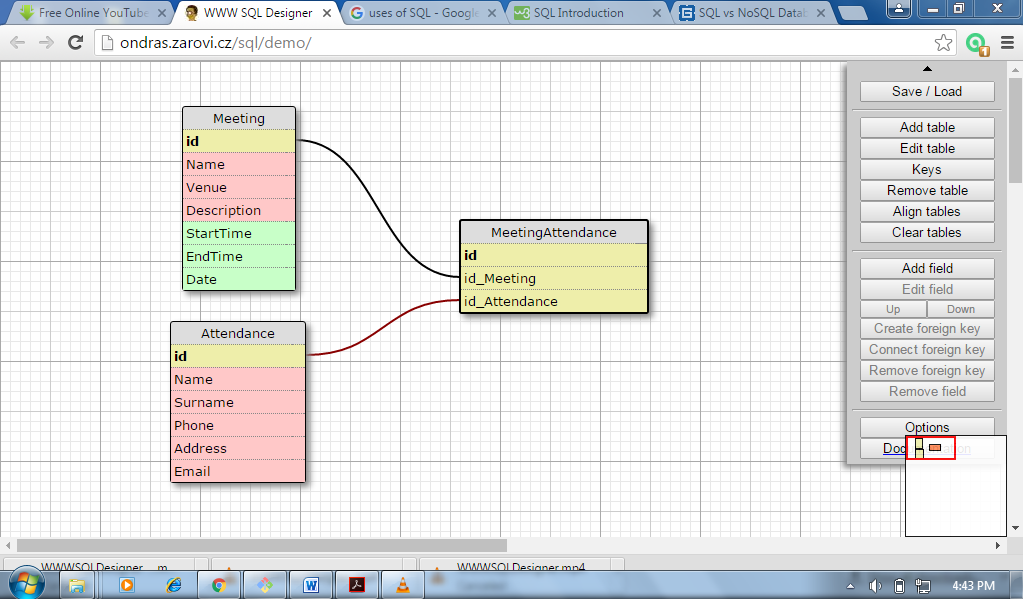 Free Online YouTube
WWW SQL Designer
uses of SQL - Google
SQL Introduction
SQL vs NoSQL Datab
ondras.zarovi.cz/sql/demo/
1
Meeting
id
Name
Venue
Description
StartTime
EndTime
Date
Attendance
id
Name
Surname
Phone
Address
Email
MeetingAttendance
id
id_Meeting
id_Attendance
Save / Load
Add table
Edit table
Keys
Remove table
Align tables
Clear tables
Add field
Edit field
Up
Down
Create foreign key
Connect foreign key
Remove foreign key
Remove field
Options
WWWSQLDesigner
WWWSQLDesigner.mp4
4:43 PM